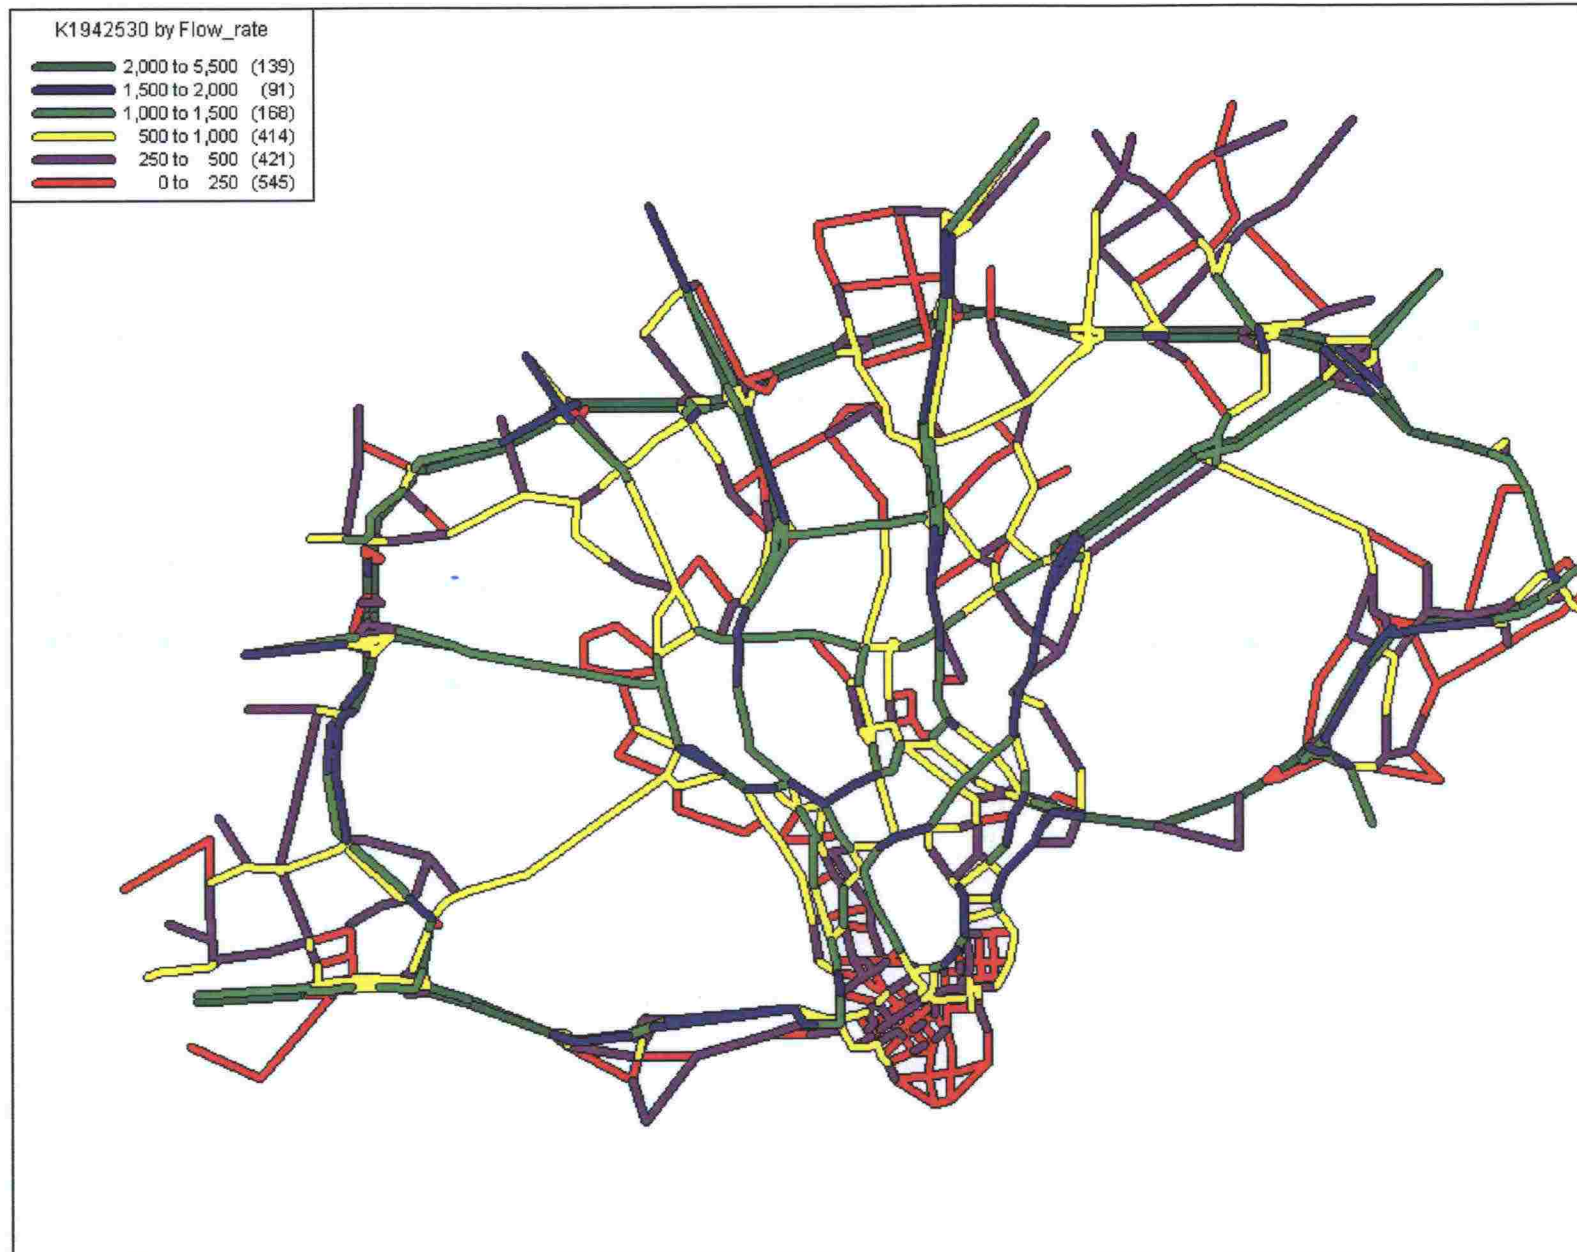 K1942530 by Flow_rate
2,000 to 5,500 (139)
1,500 to 2,000 (91)
1,000 to 1,500 (168)
500 to 1,000 (414)
250 to 500 (421)
0 to 250 (545)